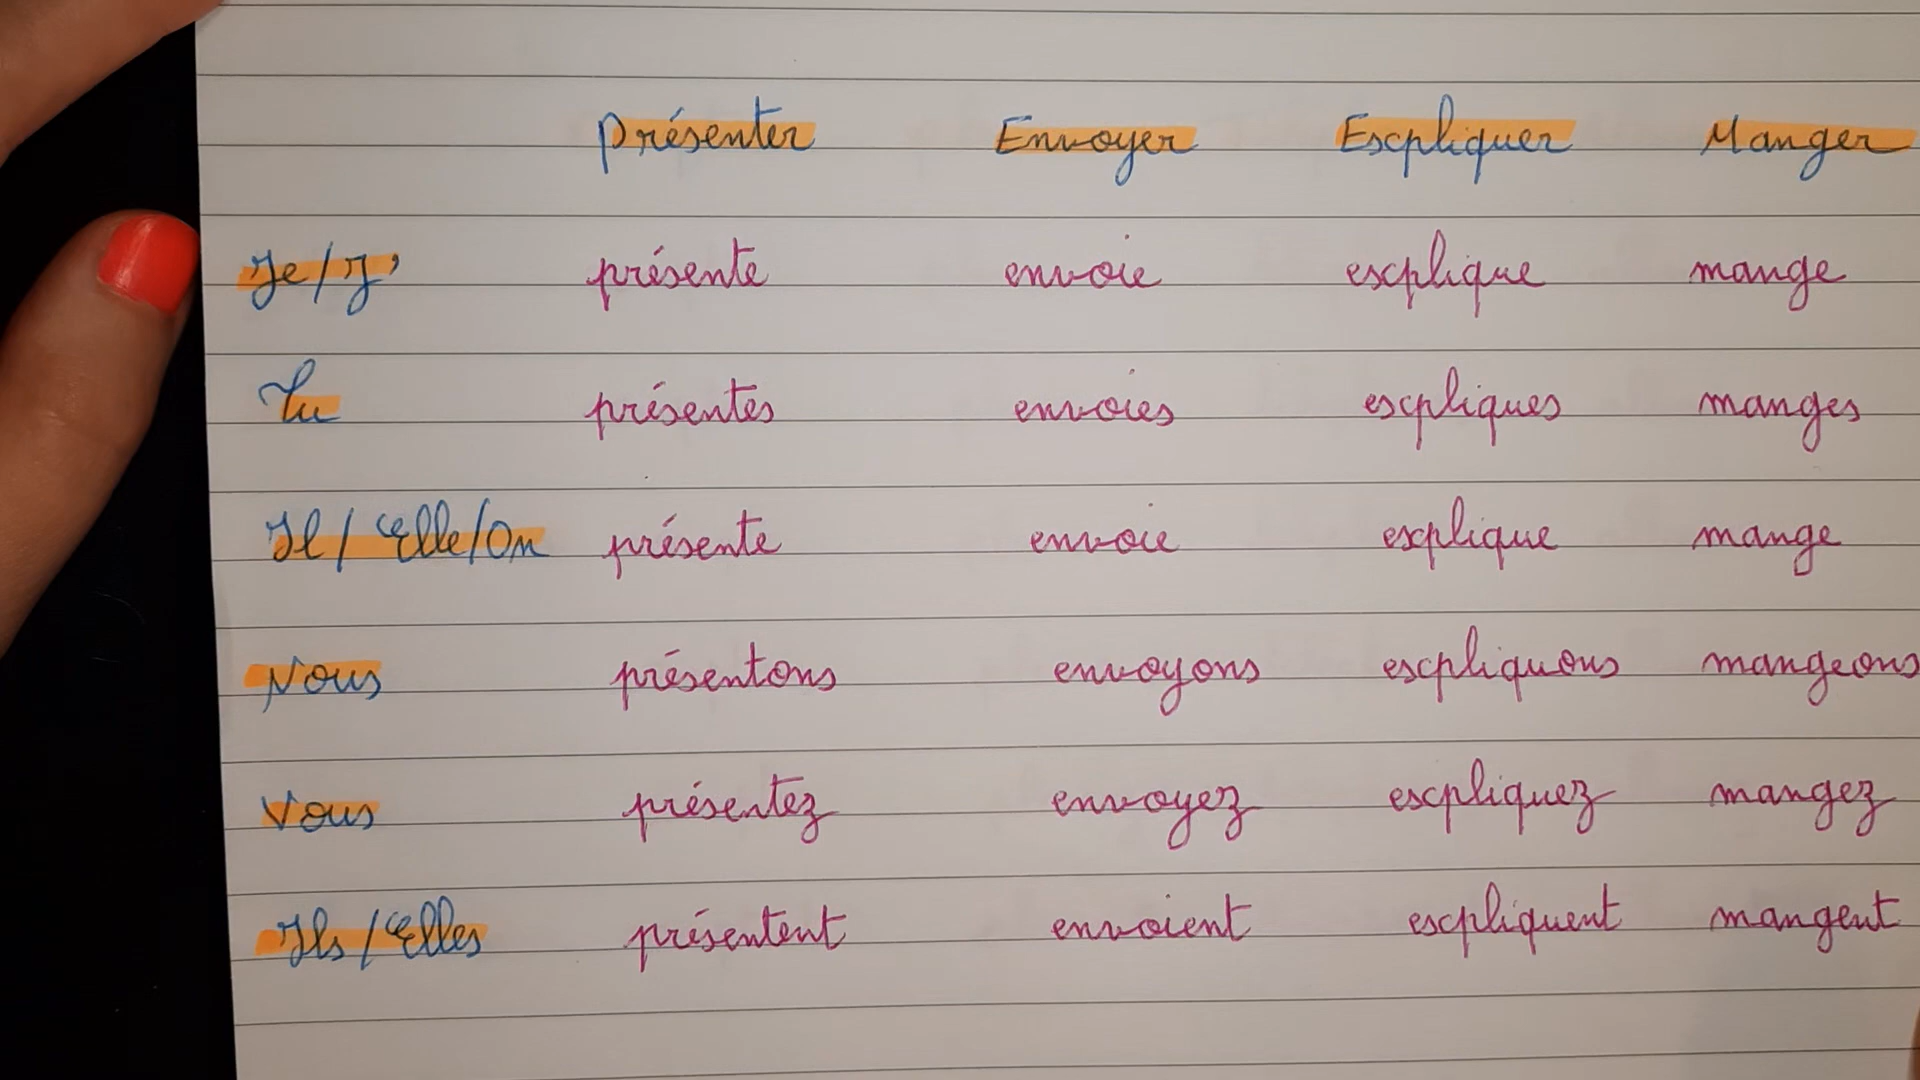 Présenter Envoyer Expliquer Manger
Je/J' présente envoie explique mange
Tu présentes envoies expliques manges
Il/Elle/On présente envoie explique mange
Nous présentons envoyons expliquons mangeons
Vous présentez envoyez expliquez mangez
Ils/Elles présentent envoient expliquent mangent